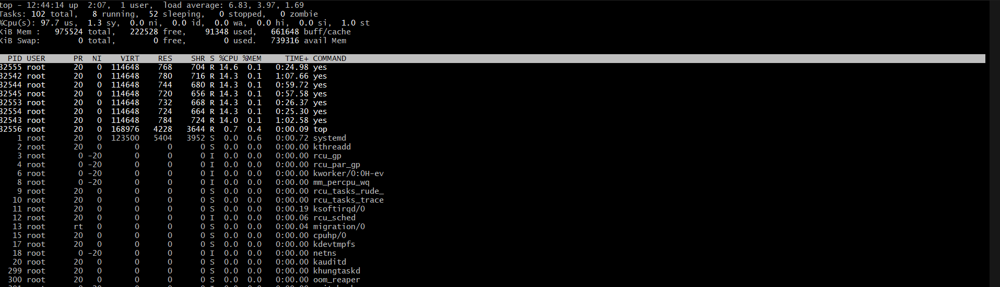 top - 12:44:14 up  2:07,  1 user,  load average: 6.83, 3.97, 1.69
Tasks: 102 total,   8 running,  52 sleeping,   0 stopped,   0 zombie
%Cpu(s): 97.7 us,  1.3 sy,  0.0 ni,  0.0 id,  0.0 wa,  0.0 hi,  0.0 si,  1.0 st
KiB Mem :   975524 total,   222528 free,    91348 used,   661648 buff/cache
KiB Swap:        0 total,        0 free,        0 used.   739316 avail Mem
PID USER      PR  NI    VIRT    RES    SHR S %CPU %MEM     TIME+ COMMAND
32555 root      20   0  114648    768    704 R 14.6  0.1   0:24.98 yes
32542 root      20   0  114648    780    716 R 14.3  0.1   1:07.66 yes
32544 root      20   0  114648    744    680 R 14.3  0.1   0:59.72 yes
32545 root      20   0  114648    720    656 R 14.3  0.1   0:57.58 yes
32553 root      20   0  114648    732    668 R 14.3  0.1   0:26.37 yes
32554 root      20   0  114648    724    664 R 14.3  0.1   0:25.30 yes
32543 root      20   0  114648    784    724 R 14.0  0.1   1:02.58 yes
32556 root      20   0  168976   4228   3644 R  0.7  0.4   0:00.09 top
1 root      20   0  123500   5404   3952 S  0.0  0.6   0:00.72 systemd
2 root      20   0       0      0      0 S  0.0  0.0   0:00.00 kthreadd
3 root       0 -20       0      0      0 I  0.0  0.0   0:00.00 rcu_gp
4 root       0 -20       0      0      0 I  0.0  0.0   0:00.00 rcu_par_gp
6 root       0 -20       0      0      0 I  0.0  0.0   0:00.00 kworker/0:0H-ev
8 root       0 -20       0      0      0 I  0.0  0.0   0:00.00 mm_percpu_wq
9 root      20   0       0      0      0 S  0.0  0.0   0:00.00 rcu_tasks_rude_
10 root      20   0       0      0      0 S  0.0  0.0   0:00.00 rcu_tasks_trace
11 root      20   0       0      0      0 S  0.0  0.0   0:00.19 ksoftirqd/0
12 root      20   0       0      0      0 I  0.0  0.0   0:00.06 rcu_sched
13 root      rt   0       0      0      0 S  0.0  0.0   0:00.04 migration/0
15 root      20   0       0      0      0 S  0.0  0.0   0:00.00 cpuhp/0
17 root      20   0       0      0      0 S  0.0  0.0   0:00.00 kdevtmpfs
18 root       0 -20       0      0      0 I  0.0  0.0   0:00.00 netns
20 root      20   0       0      0      0 S  0.0  0.0   0:00.00 kauditd
299 root      20   0       0      0      0 S  0.0  0.0   0:00.00 khungtaskd
300 root      20   0       0      0      0 S  0.0  0.0   0:00.00 oom_reaper